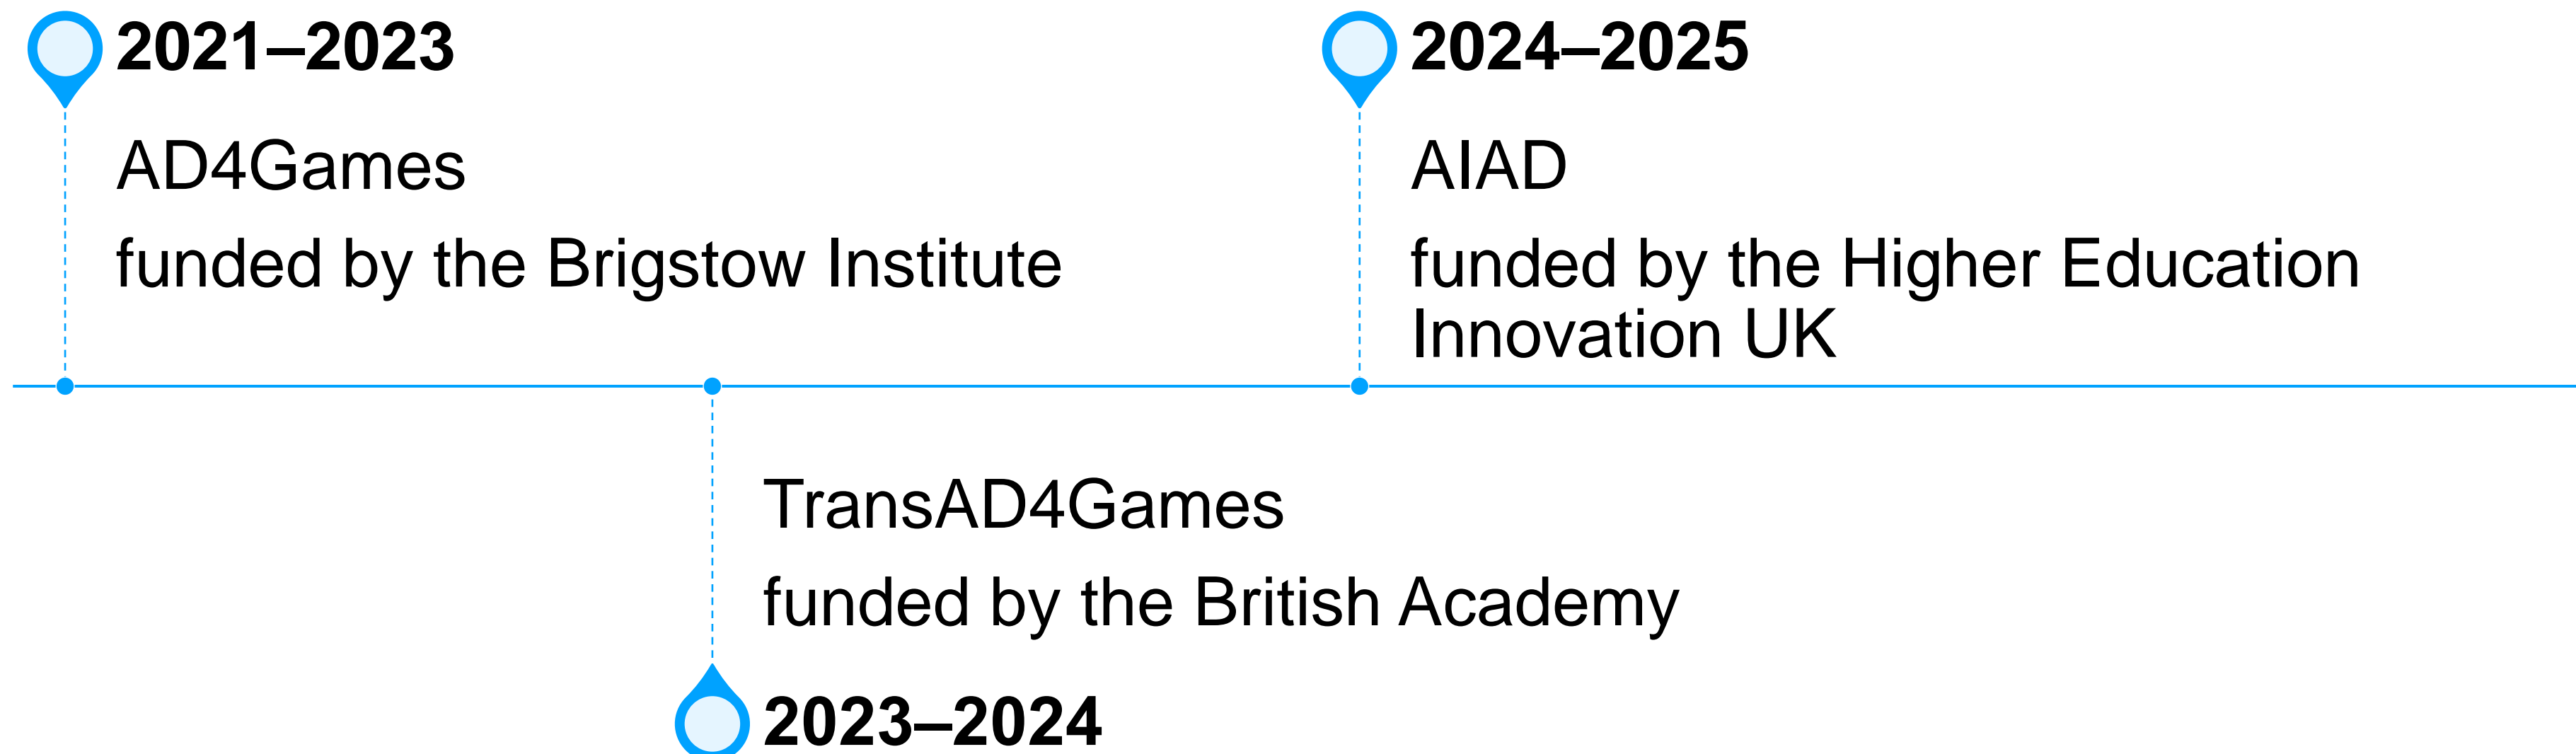 2021–2023
AD4Games
funded by the Brigstow Institute
2024–2025
AIAD
funded by the Higher Education
Innovation UK
TransAD4Games
funded by the British Academy
2023–2024